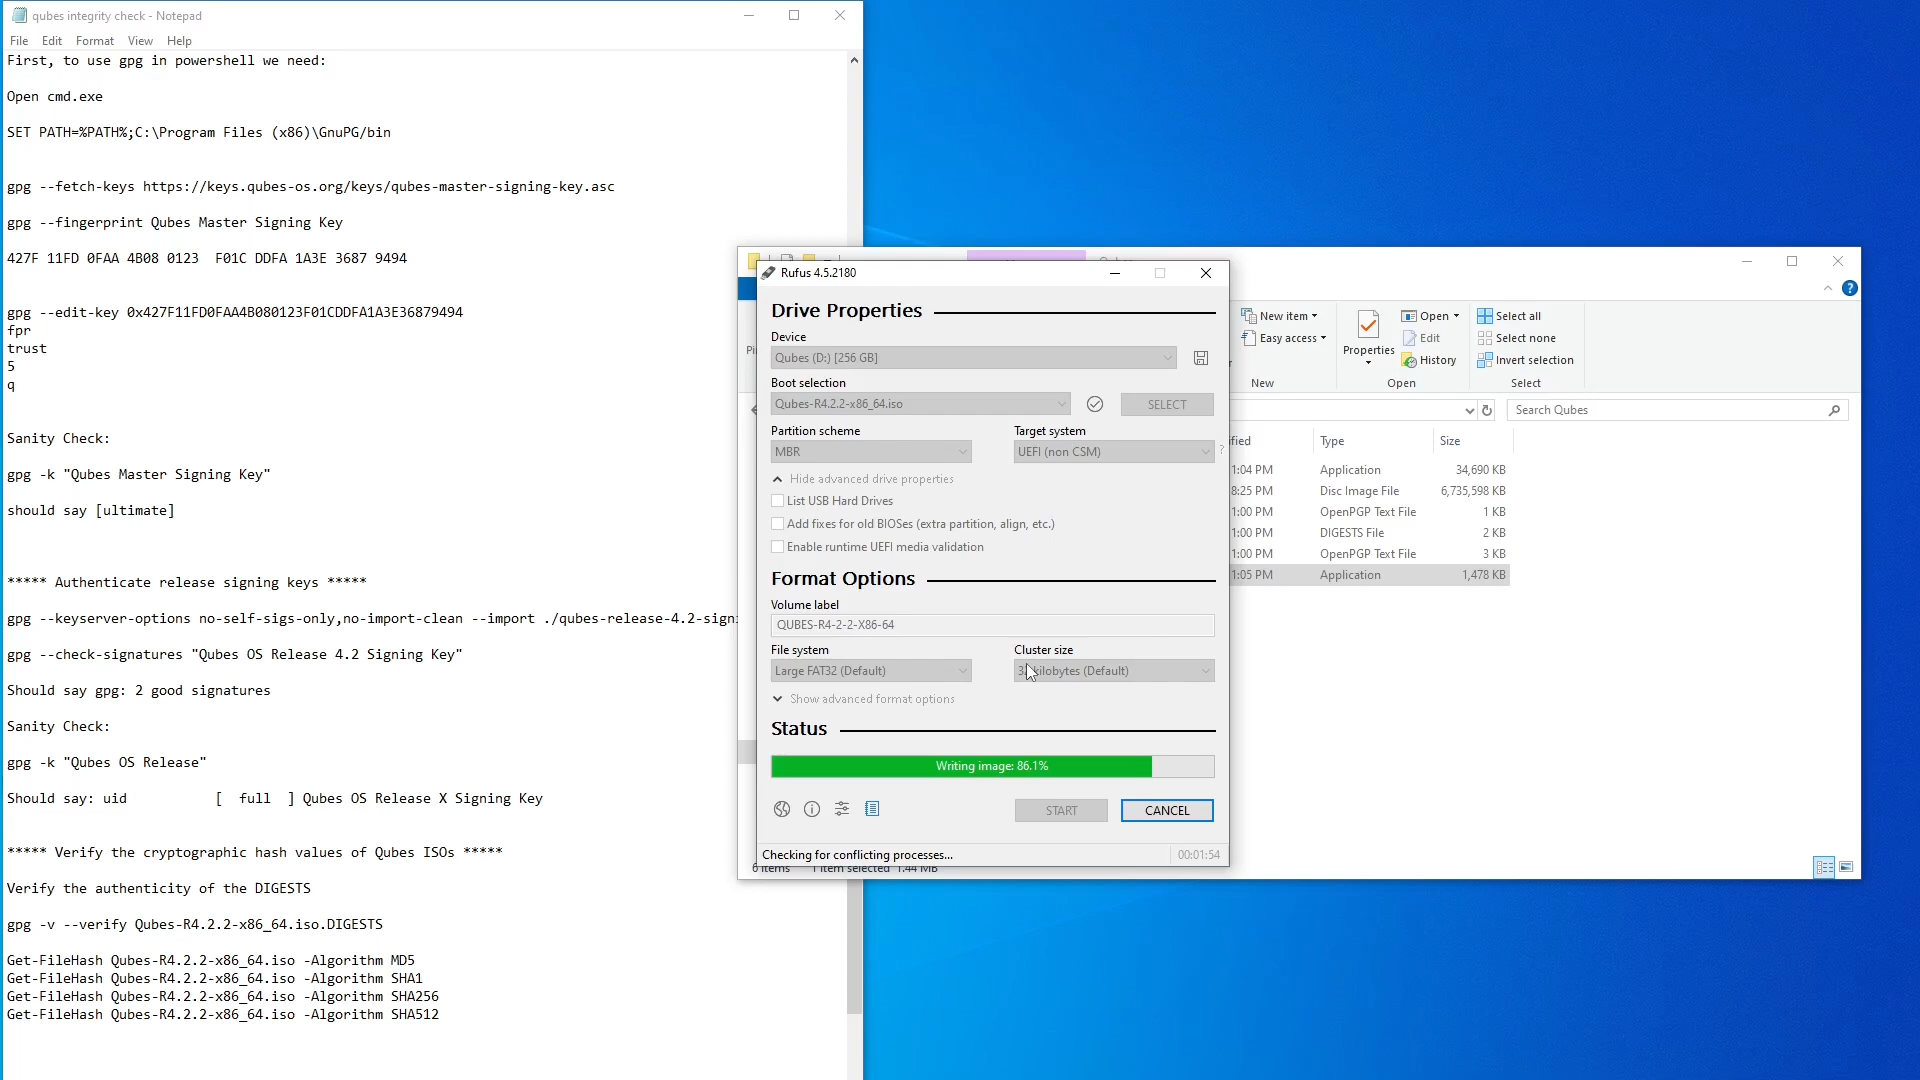 qubes integrity check - Notepad
File Edit Format View Help
First, to use gpg in powershell we need:
Open cmd.exe
SET PATH=%PATH%;C:\Program Files (x86)\GnuPG/bin
gpg --fetch-keys https://keys.qubes-os.org/keys/qubes-master-signing-key.asc
gpg --fingerprint Qubes Master Signing Key
427F 11FD 0FAA 4B08 0123  F01C DDFA 1A3E 3687 9494
gpg --edit-key 0x427F11FD0FAA4B080123F01CDDFA1A3E36879494
fpr
trust
5
q
Sanity Check:
gpg -k "Qubes Master Signing Key"
should say [ultimate]
***** Authenticate release signing keys *****
gpg --keyserver-options no-self-sigs-only,no-import-clean --import ./qubes-release-4.2-sign
gpg --check-signatures "Qubes OS Release 4.2 Signing Key"
Should say gpg: 2 good signatures
Sanity Check:
gpg -k "Qubes OS Release"
Should say: uid          [  full  ] Qubes OS Release X Signing Key
***** Verify the cryptographic hash values of Qubes ISOs *****
Verify the authenticity of the DIGESTS
gpg -v --verify Qubes-R4.2.2-x86_64.iso.DIGESTS
Get-FileHash Qubes-R4.2.2-x86_64.iso -Algorithm MD5
Get-FileHash Qubes-R4.2.2-x86_64.iso -Algorithm SHA1
Get-FileHash Qubes-R4.2.2-x86_64.iso -Algorithm SHA256
Get-FileHash Qubes-R4.2.2-x86_64.iso -Algorithm SHA512
Rufus 4.5.2180
Drive Properties
Device
Qubes (D:) [256 GB]
Boot selection
Qubes-R4.2.2-x86_64.iso
SELECT
Partition scheme
Target system
MBR
UEFI (non CSM)
?
Hide advanced drive properties
List USB Hard Drives
Add fixes for old BIOSes (extra partition, align, etc.)
Enable runtime UEFI media validation
Format Options
Volume label
QUBES-R4-2-2-X86-64
File system
Cluster size
Large FAT32 (Default)
kilobytes (Default)
Show advanced format options
Status
Writing image: 86.1%
START
CANCEL
Checking for conflicting processes...
00:01:54
6 items 1 item selected 1.44 MB
New item
Easy access
New
Properties
Open
Edit
History
Open
Select all
Select none
Invert selection
Select
Search Qubes
ified Type Size
1:04 PM Application 34,690 KB
8:25 PM Disc Image File 6,735,598 KB
1:00 PM OpenPGP Text File 1 KB
1:00 PM DIGESTS File 2 KB
1:00 PM OpenPGP Text File 3 KB
1:05 PM Application 1,478 KB